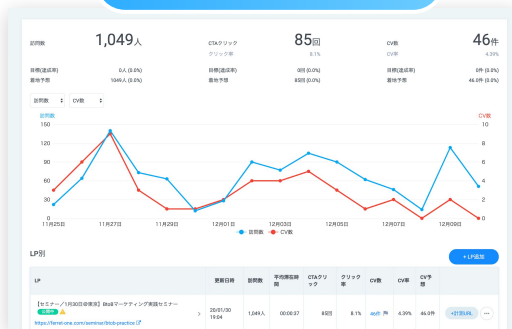 訪問数 1,049人 CTAクリック 85回 CV数 46件
クリック率 8.1% CV率 4.39%
目標(達成率) 0人 (0.0%) 目標(達成率) 0回 (0.0%) 目標(達成率) 0件 (0.0%)
着地予想 1049人 (0.0%) 着地予想 85回 (0.0%) 着地予想 46.0件 (0.0%)
訪問数 CV数
訪問数 CV数
150 10
120 8
90 6
60 4
30 2
0 0
11月25日 11月27日 11月29日 12月01日 12月03日 12月05日 12月07日 12月09日
訪問数 CV数
LP別 + LP追加
LP 更新日時 訪問数 平均滞在時間 CTAクリック クリック率 CV数 CV率 CV予想
【セミナー／1月30日@東京】BtoBマーケティング実践セミナー
公開中
https://ferret-one.com/seminar/btob-practice
20/01/30 19:04 1,049人 00:00:37 85回 8.1% 46件 4.39% 46.0件 +計測URL ...